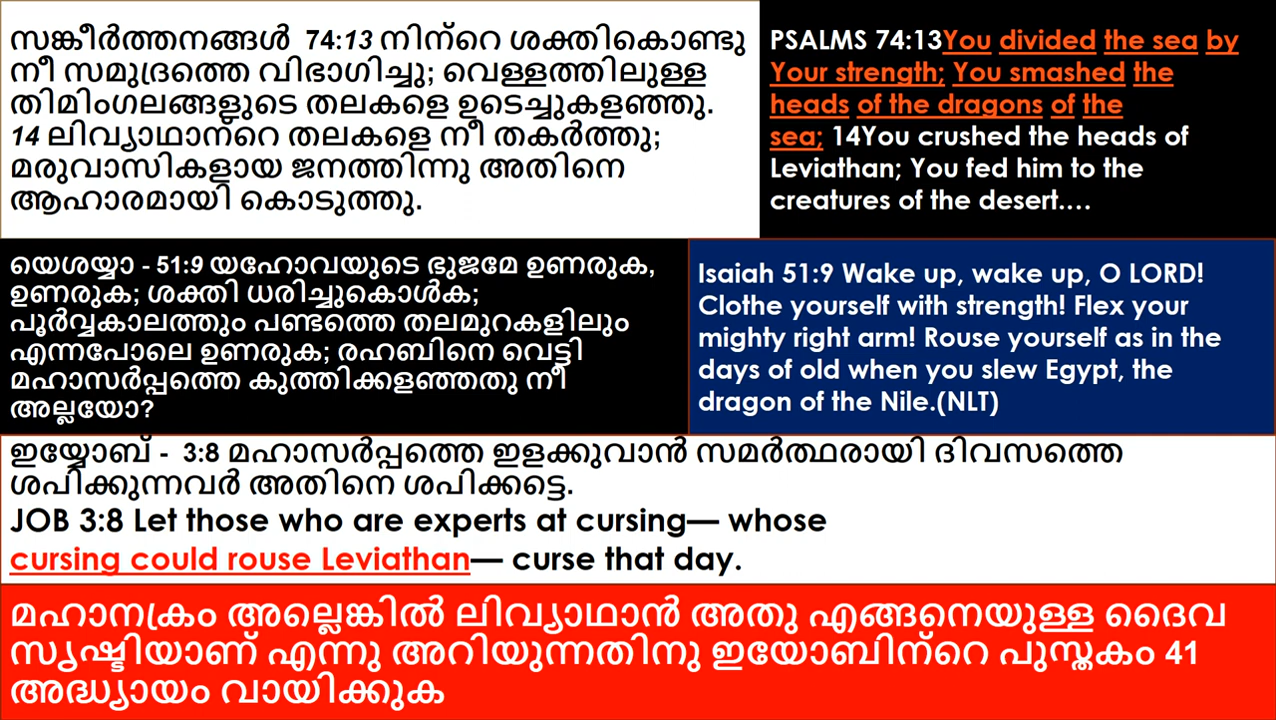 സങ്കീർത്തനങ്ങൾ 74:13 നിന്റെ ശക്തികൊണ്ടു
നീ സമുദ്രത്തെ വിഭാഗിച്ചു; വെള്ളത്തിലുള്ള
തിമിംഗലങ്ങളുടെ തലകളെ ഉടെച്ചുകളഞ്ഞു.
14 ലിവ്യാഥാന്റെ തലകളെ നീ തകർത്തു;
മരുവാസികളായ ജനത്തിന്നു അതിനെ
ആഹാരമായി കൊടുത്തു.
PSALMS 74:13You divided the sea by
Your strength; You smashed the
heads of the dragons of the
sea; 14You crushed the heads of
Leviathan; You fed him to the
creatures of the desert....
യെശയ്യാ - 51:9 യഹോവയുടെ ഭുജമേ ഉണരുക,
ഉണരുക; ശക്തി ധരിച്ചുകൊൾക;
പൂർവ്വകാലത്തും പണ്ടത്തെ തലമുറകളിലും
എന്നപോലെ ഉണരുക; രഹബിനെ വെട്ടി
മഹാസർപ്പത്തെ കുത്തിക്കളഞ്ഞതു നീ
അല്ലയോ?
Isaiah 51:9 Wake up, wake up, O LORD!
Clothe yourself with strength! Flex your
mighty right arm! Rouse yourself as in the
days of old when you slew Egypt, the
dragon of the Nile.(NLT)
ഇയ്യോബ് - 3:8 മഹാസർപ്പത്തെ ഇളക്കുവാൻ സമർത്ഥരായി ദിവസത്തെ
ശപിക്കുന്നവർ അതിനെ ശപിക്കട്ടെ.
JOB 3:8 Let those who are experts at cursing— whose
cursing could rouse Leviathan— curse that day.
മഹാനക്രം അല്ലെങ്കിൽ ലിവ്യാഥാൻ അതു എങ്ങനെയുള്ള ദൈവ
സൃഷ്ടിയാണ് എന്നു അറിയുന്നതിനു ഇയോബിന്റെ പുസ്തകം 41
അദ്ധ്യായം വായിക്കുക